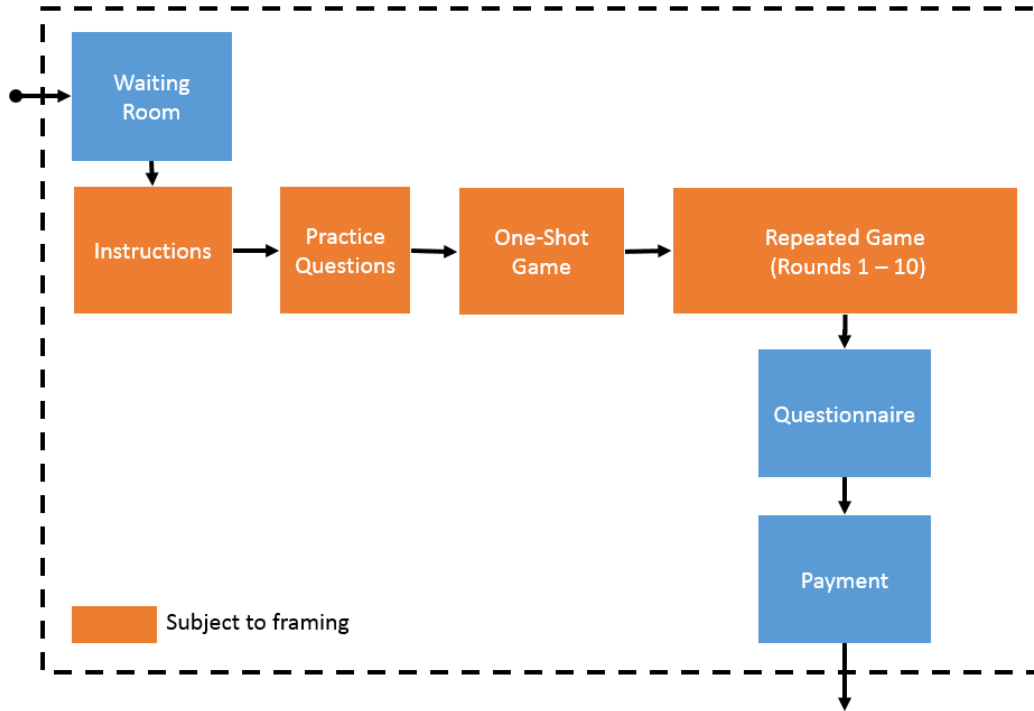 Waiting
Room
Instructions
Practice
Questions
One-Shot
Game
Repeated Game
(Rounds 1 – 10)
Questionnaire
Payment
Subject to framing